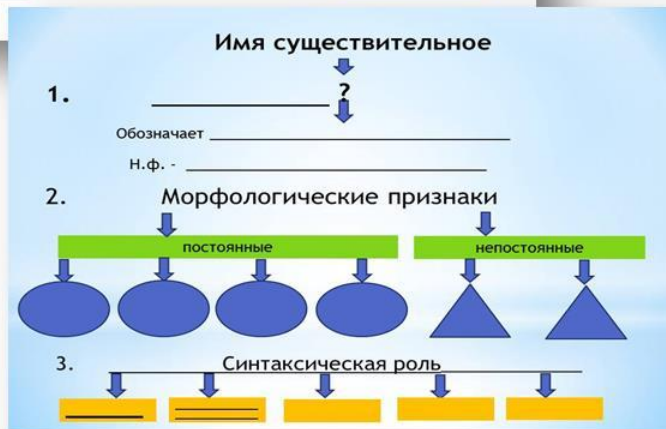 Имя существительное
1. ?
Обозначает
Н.ф. -
2. Морфологические признаки
постоянные непостоянные
3. Синтаксическая роль